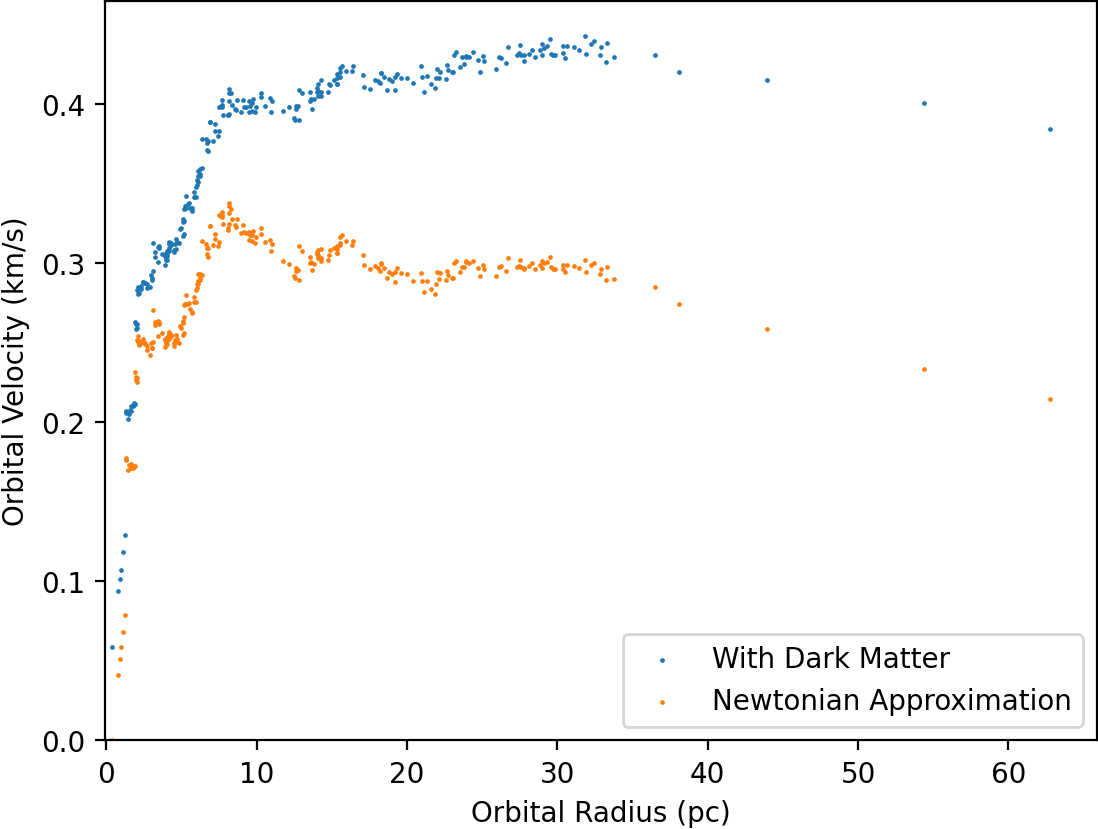 Orbital Velocity (km/s)
0.4
0.3
0.2
0.1
0.0
With Dark Matter
Newtonian Approximation
0 10 20 30 40 50 60
Orbital Radius (pc)